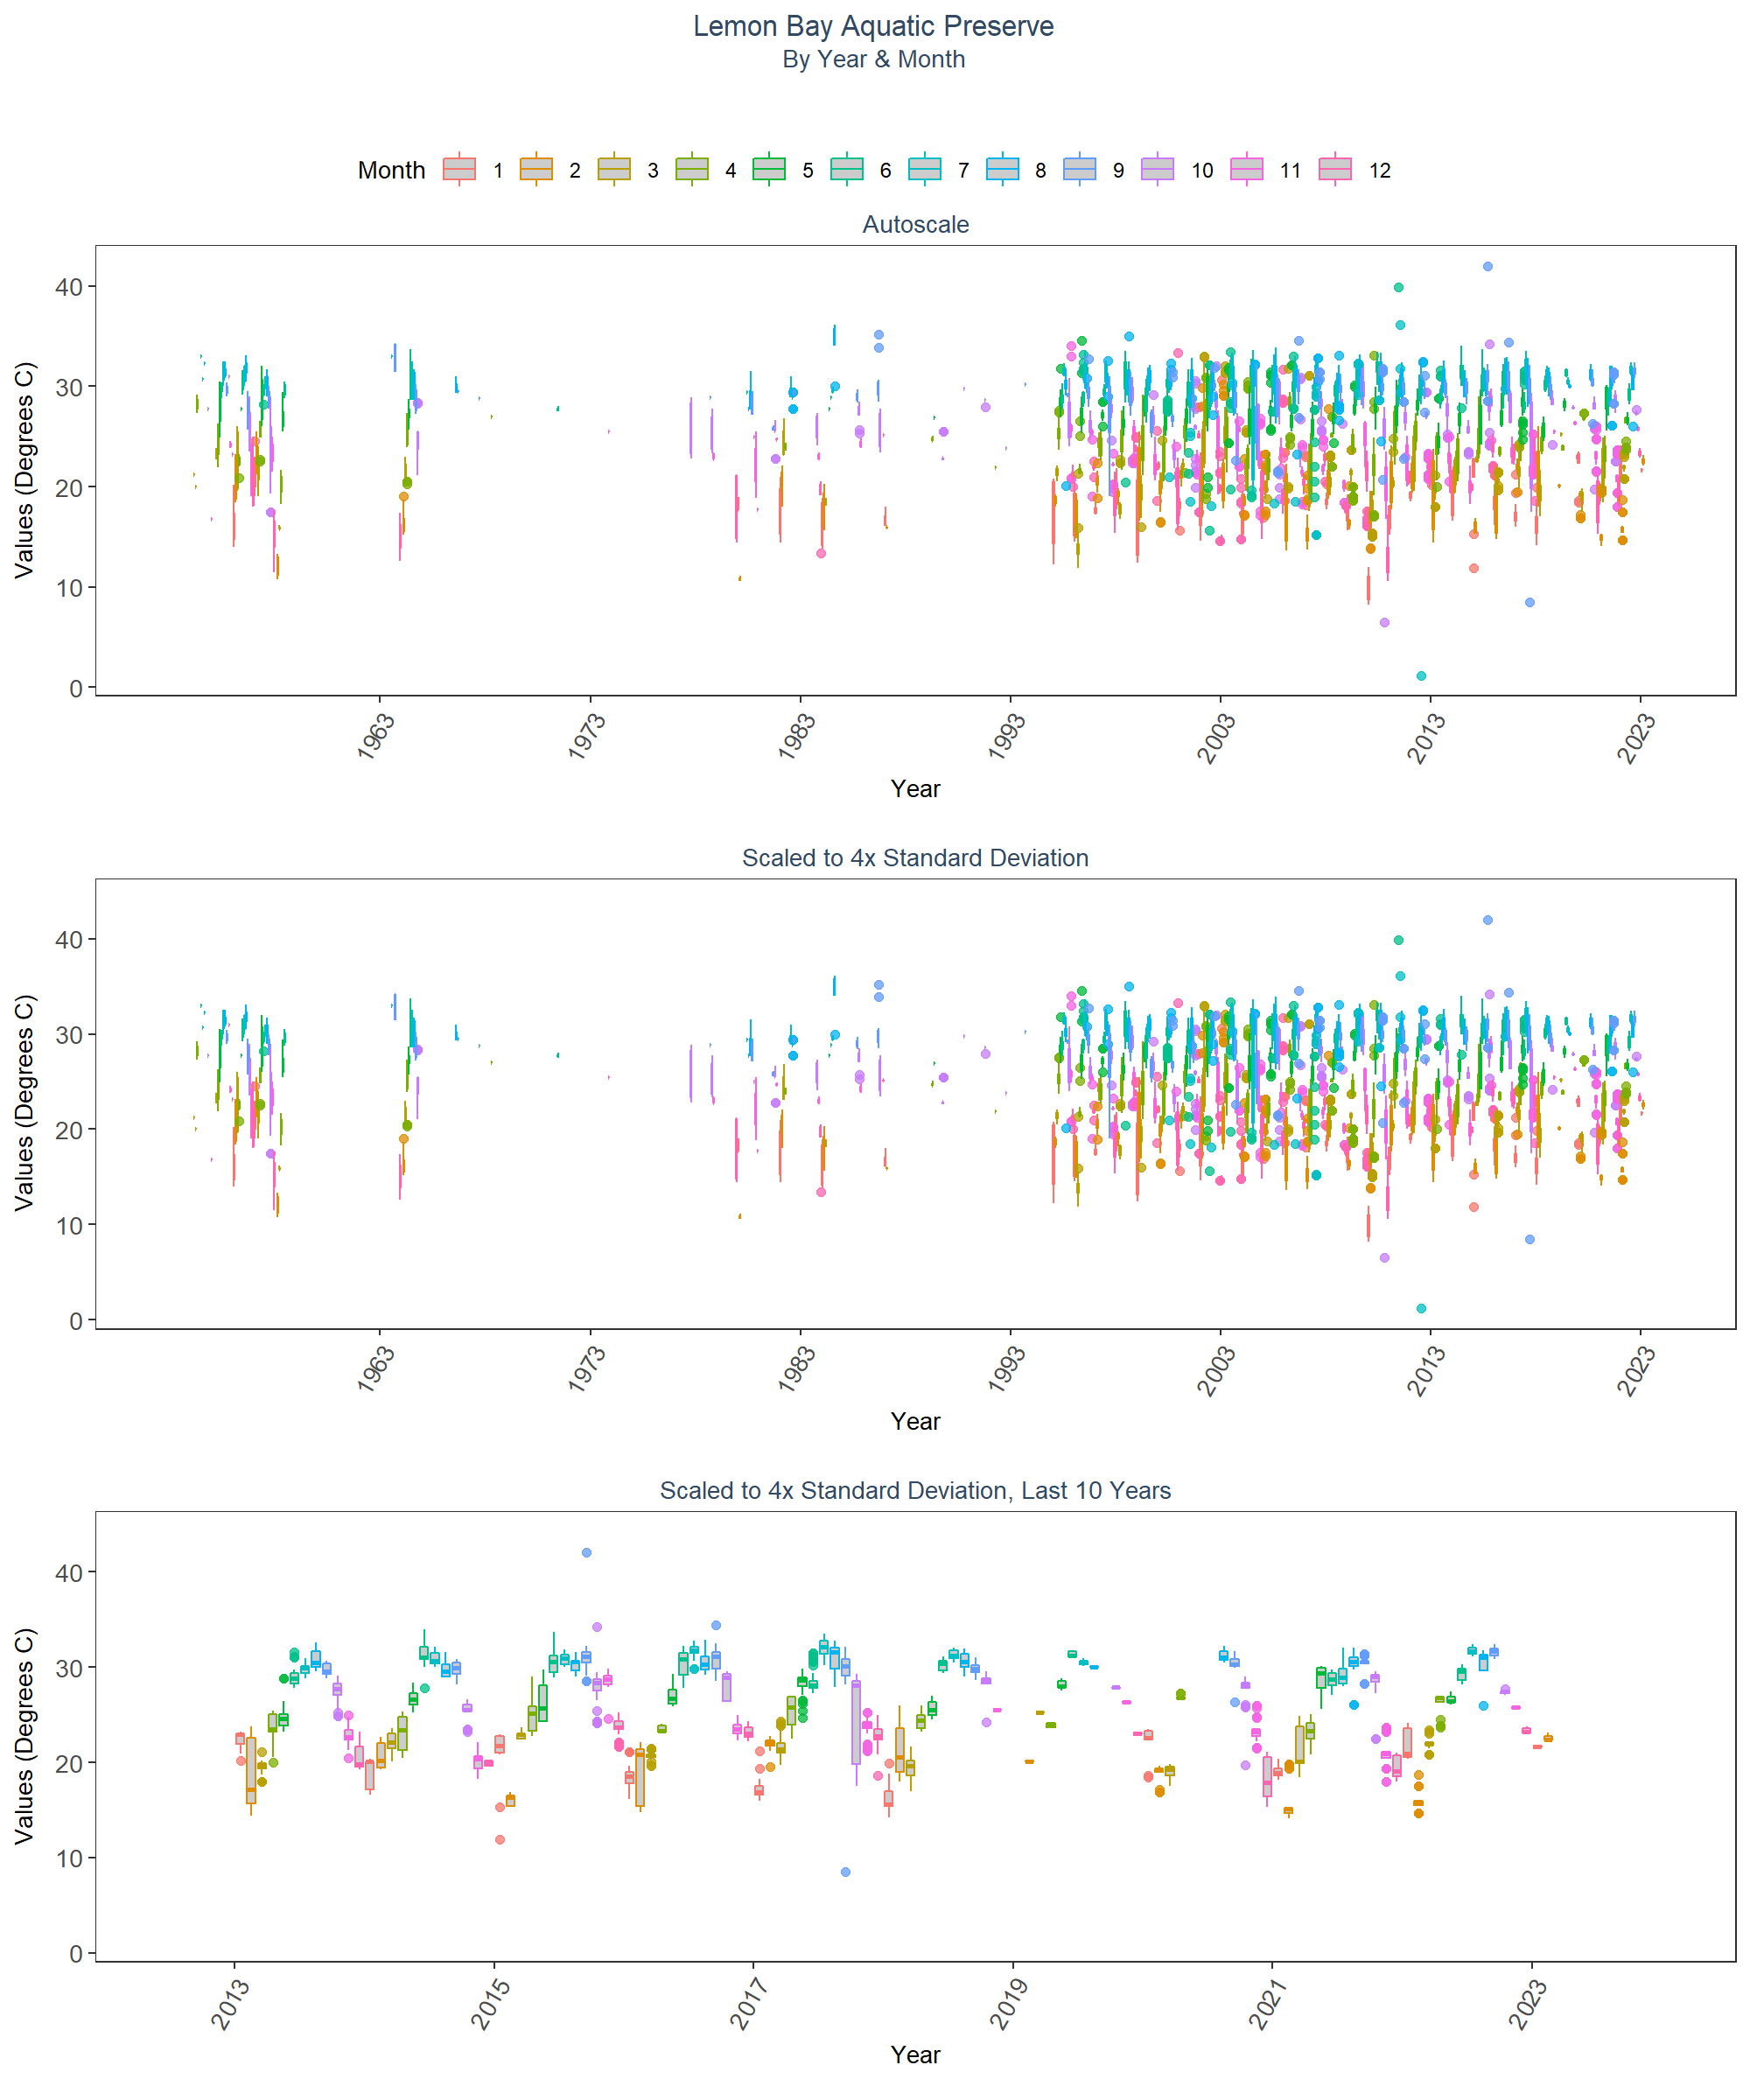 Lemon Bay Aquatic Preserve
By Year & Month
Month 1 2 3 4 5 6 7 8 9 10 11 12
Autoscale
Values (Degrees C)
40
30
20
10
0
1963 1973 1983 1993 2003 2013 2023
Year
Scaled to 4x Standard Deviation
Values (Degrees C)
40
30
20
10
0
1963 1973 1983 1993 2003 2013 2023
Year
Scaled to 4x Standard Deviation, Last 10 Years
Values (Degrees C)
40
30
20
10
0
2013 2015 2017 2019 2021 2023
Year